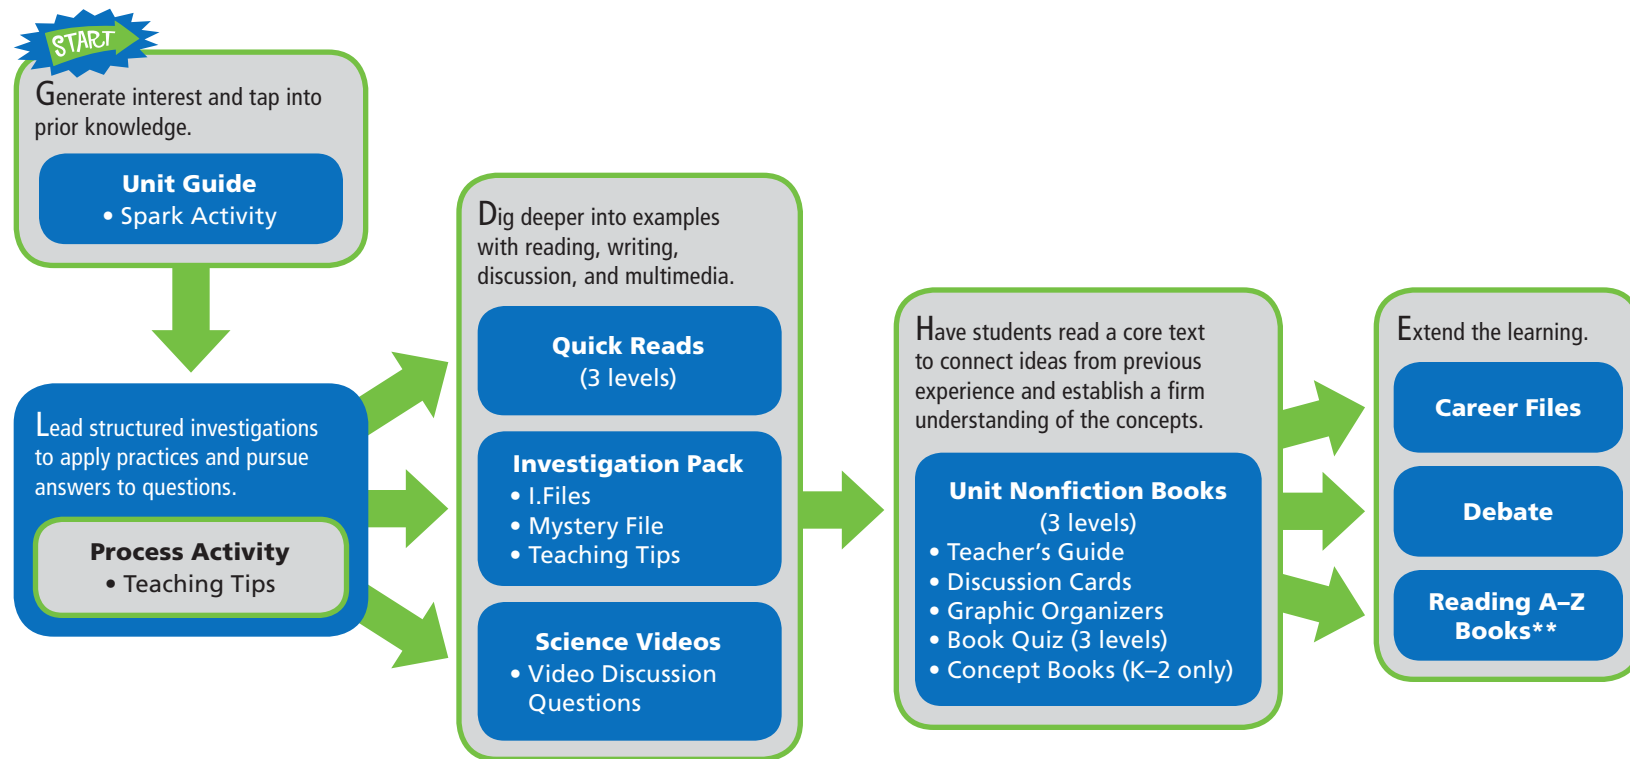 START
Generate interest and tap into
prior knowledge.
Unit Guide
• Spark Activity
Lead structured investigations
to apply practices and pursue
answers to questions.
Process Activity
• Teaching Tips
Dig deeper into examples
with reading, writing,
discussion, and multimedia.
Quick Reads
(3 levels)
Investigation Pack
• I.Files
• Mystery File
• Teaching Tips
Science Videos
• Video Discussion
Questions
Have students read a core text
to connect ideas from previous
experience and establish a firm
understanding of the concepts.
Unit Nonfiction Books
(3 levels)
• Teacher’s Guide
• Discussion Cards
• Graphic Organizers
• Book Quiz (3 levels)
• Concept Books (K–2 only)
Extend the learning.
Career Files
Debate
Reading A–Z
Books**